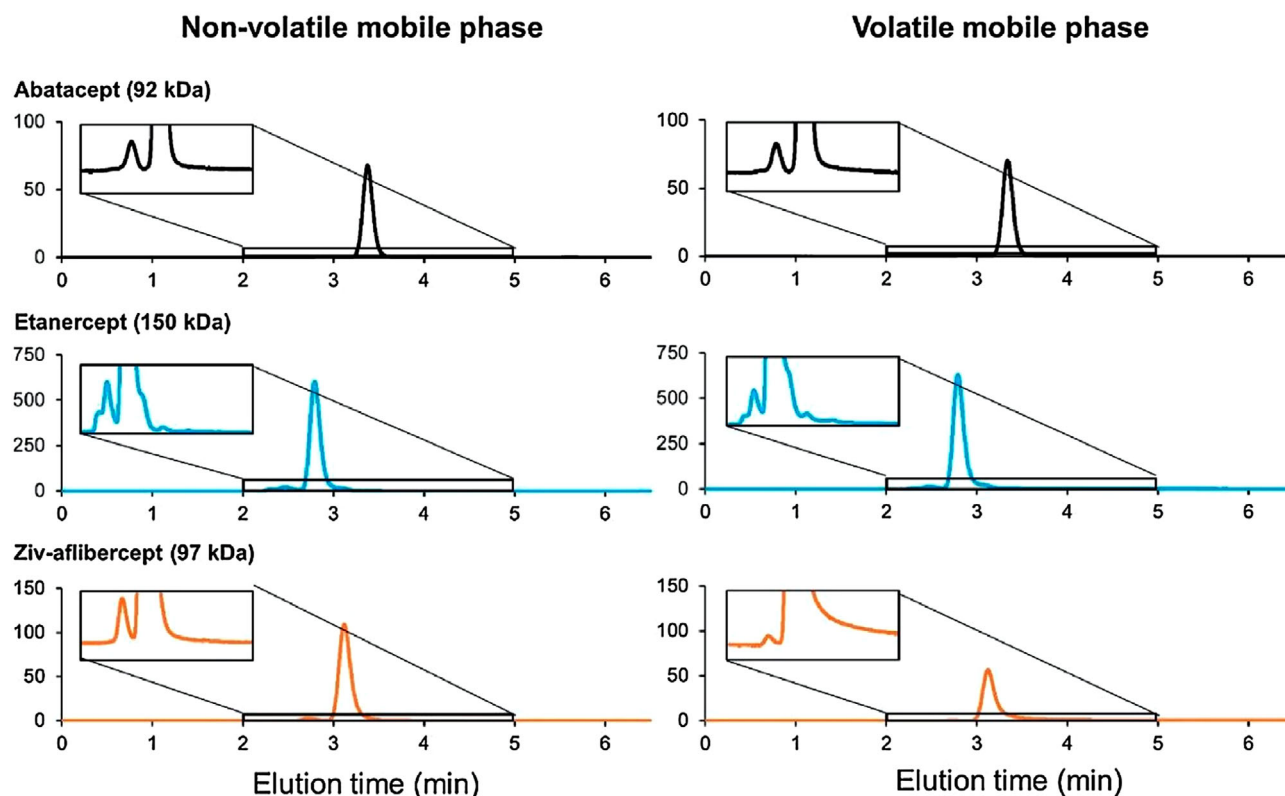 Non-volatile mobile phase
Volatile mobile phase
Abatacept (92 kDa)
100
50
0
0 1 2 3 4 5 6
100
50
0
0 1 2 3 4 5 6
Etanercept (150 kDa)
750
500
250
0
0 1 2 3 4 5 6
750
500
250
0
0 1 2 3 4 5 6
Ziv-aflibercept (97 kDa)
150
100
50
0
0 1 2 3 4 5 6
Elution time (min)
150
100
50
0
0 1 2 3 4 5 6
Elution time (min)